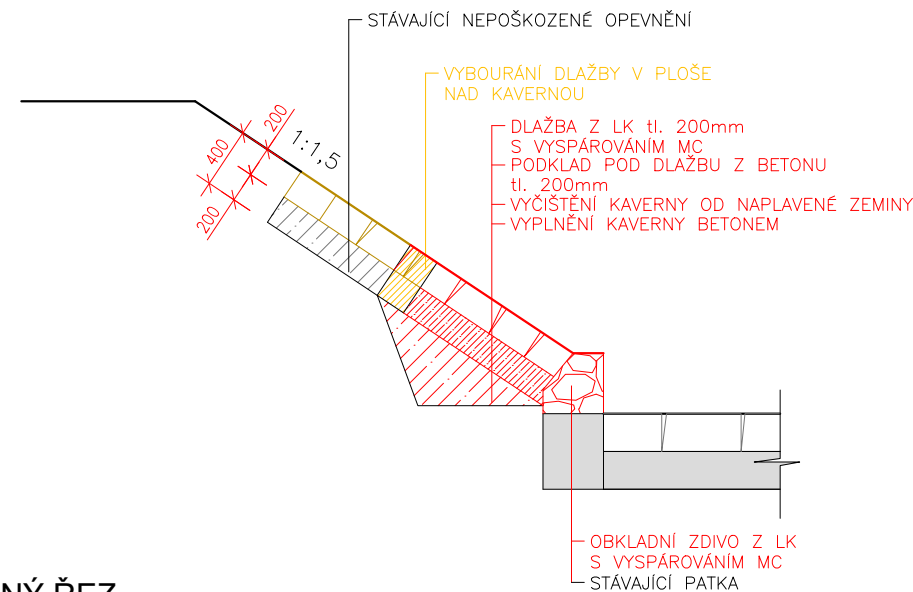 STÁVAJÍCÍ NEPOŠKOZENÉ OPEVNĚNÍ
VYBOURÁNÍ DLAŽBY V PLOŠE
NAD KAVERNOU
DLAŽBA Z LK tl. 200mm
S VYSPÁROVÁNÍM MC
PODKLAD POD DLAŽBU Z BETONU
tl. 200mm
VYČIŠTĚNÍ KAVERNY OD NAPLAVENÉ ZEMINY
VYPLNĚNÍ KAVERNY BETONEM
200
400
200
1:1,5
OBKLADNÍ ZDIVO Z LK
S VYSPÁROVÁNÍM MC
STÁVAJÍCÍ PATKA